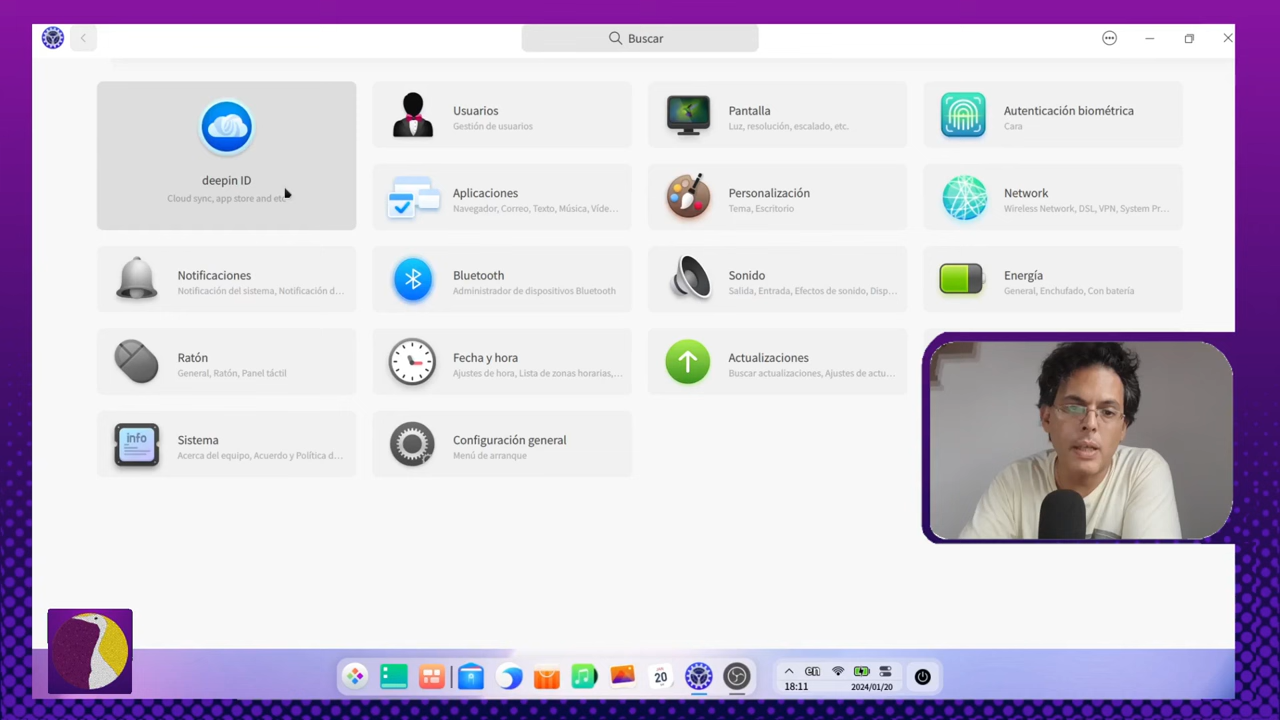 Buscar
deepin ID
Cloud sync, app store and etc
Usuarios
Gestión de usuarios
Pantalla
Luz, resolución, escalado, etc.
Autenticación biométrica
Cara
Aplicaciones
Navegador, Correo, Texto, Música, Víde...
Personalización
Tema, Escritorio
Network
Wireless Network, DSL, VPN, System Pr...
Notificaciones
Notificación del sistema, Notificación d...
Bluetooth
Administrador de dispositivos Bluetooth
Sonido
Salida, Entrada, Efectos de sonido, Disp...
Energía
General, Enchufado, Con batería
Ratón
General, Ratón, Panel táctil
Fecha y hora
Ajustes de hora, Lista de zonas horarias,...
Actualizaciones
Buscar actualizaciones, Ajustes de actu...
info
Sistema
Acerca del equipo, Acuerdo y Política d...
Configuración general
Menú de arranque
20
en
18:11
2024/01/20